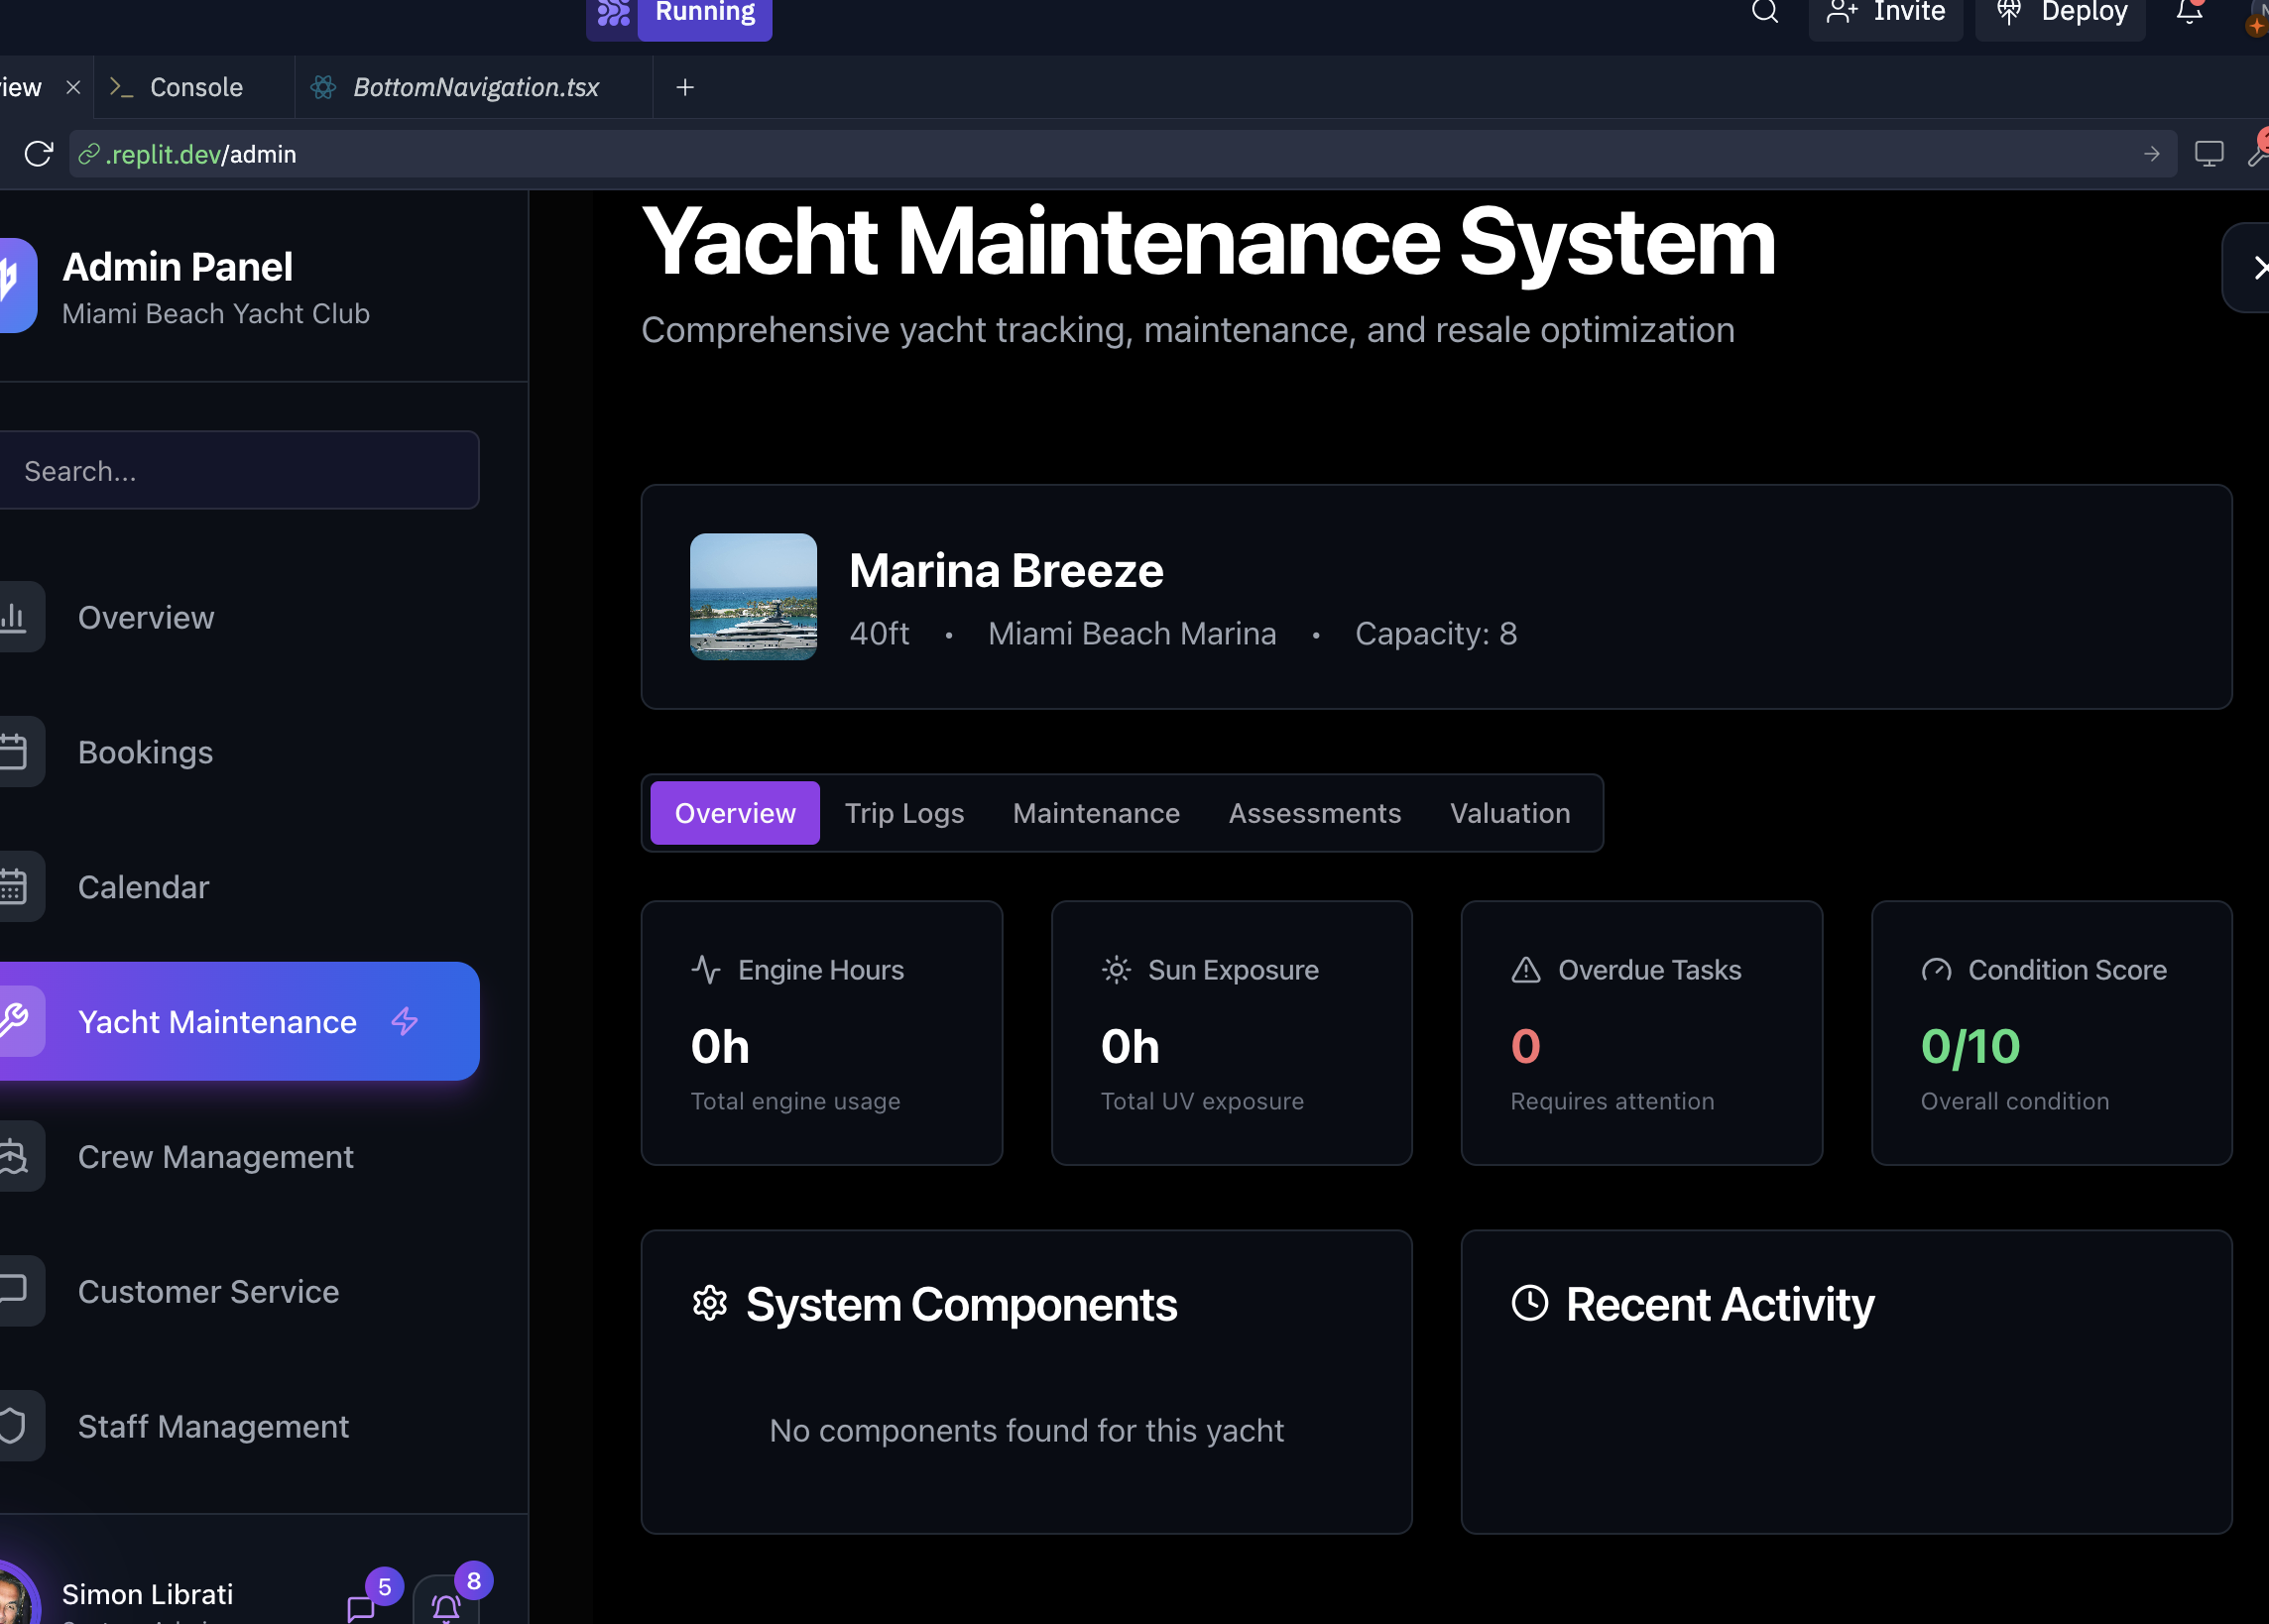 Running
Invite
Deploy
Console
BottomNavigation.tsx
.replit.dev/admin
Admin Panel
Miami Beach Yacht Club
Search...
Overview
Bookings
Calendar
Yacht Maintenance
Crew Management
Customer Service
Staff Management
Simon Librati
5
8
Yacht Maintenance System
Comprehensive yacht tracking, maintenance, and resale optimization
Marina Breeze
40ft • Miami Beach Marina • Capacity: 8
Overview Trip Logs Maintenance Assessments Valuation
Engine Hours
0h
Total engine usage
Sun Exposure
0h
Total UV exposure
Overdue Tasks
0
Requires attention
Condition Score
0/10
Overall condition
System Components
No components found for this yacht
Recent Activity